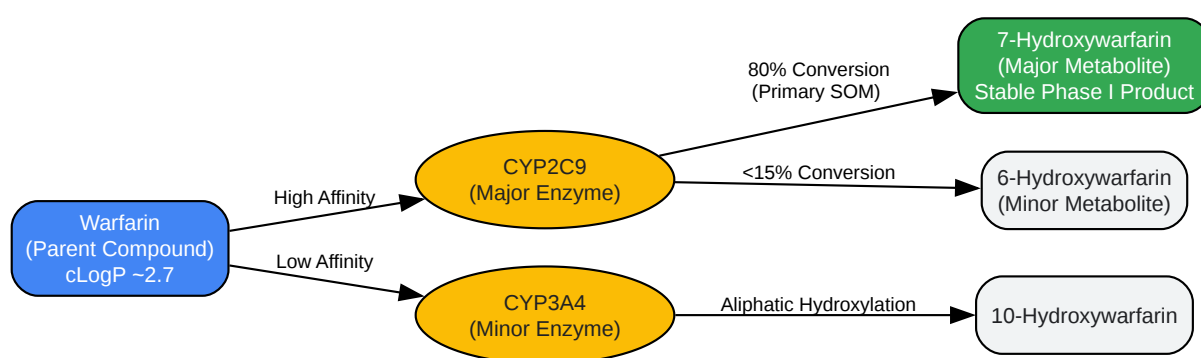 Warfarin
(Parent Compound)
cLogP ~2.7
High Affinity
Low Affinity
CYP2C9
(Major Enzyme)
CYP3A4
(Minor Enzyme)
80% Conversion
(Primary SOM)
<15% Conversion
Aliphatic Hydroxylation
7-Hydroxywarfarin
(Major Metabolite)
Stable Phase I Product
6-Hydroxywarfarin
(Minor Metabolite)
10-Hydroxywarfarin